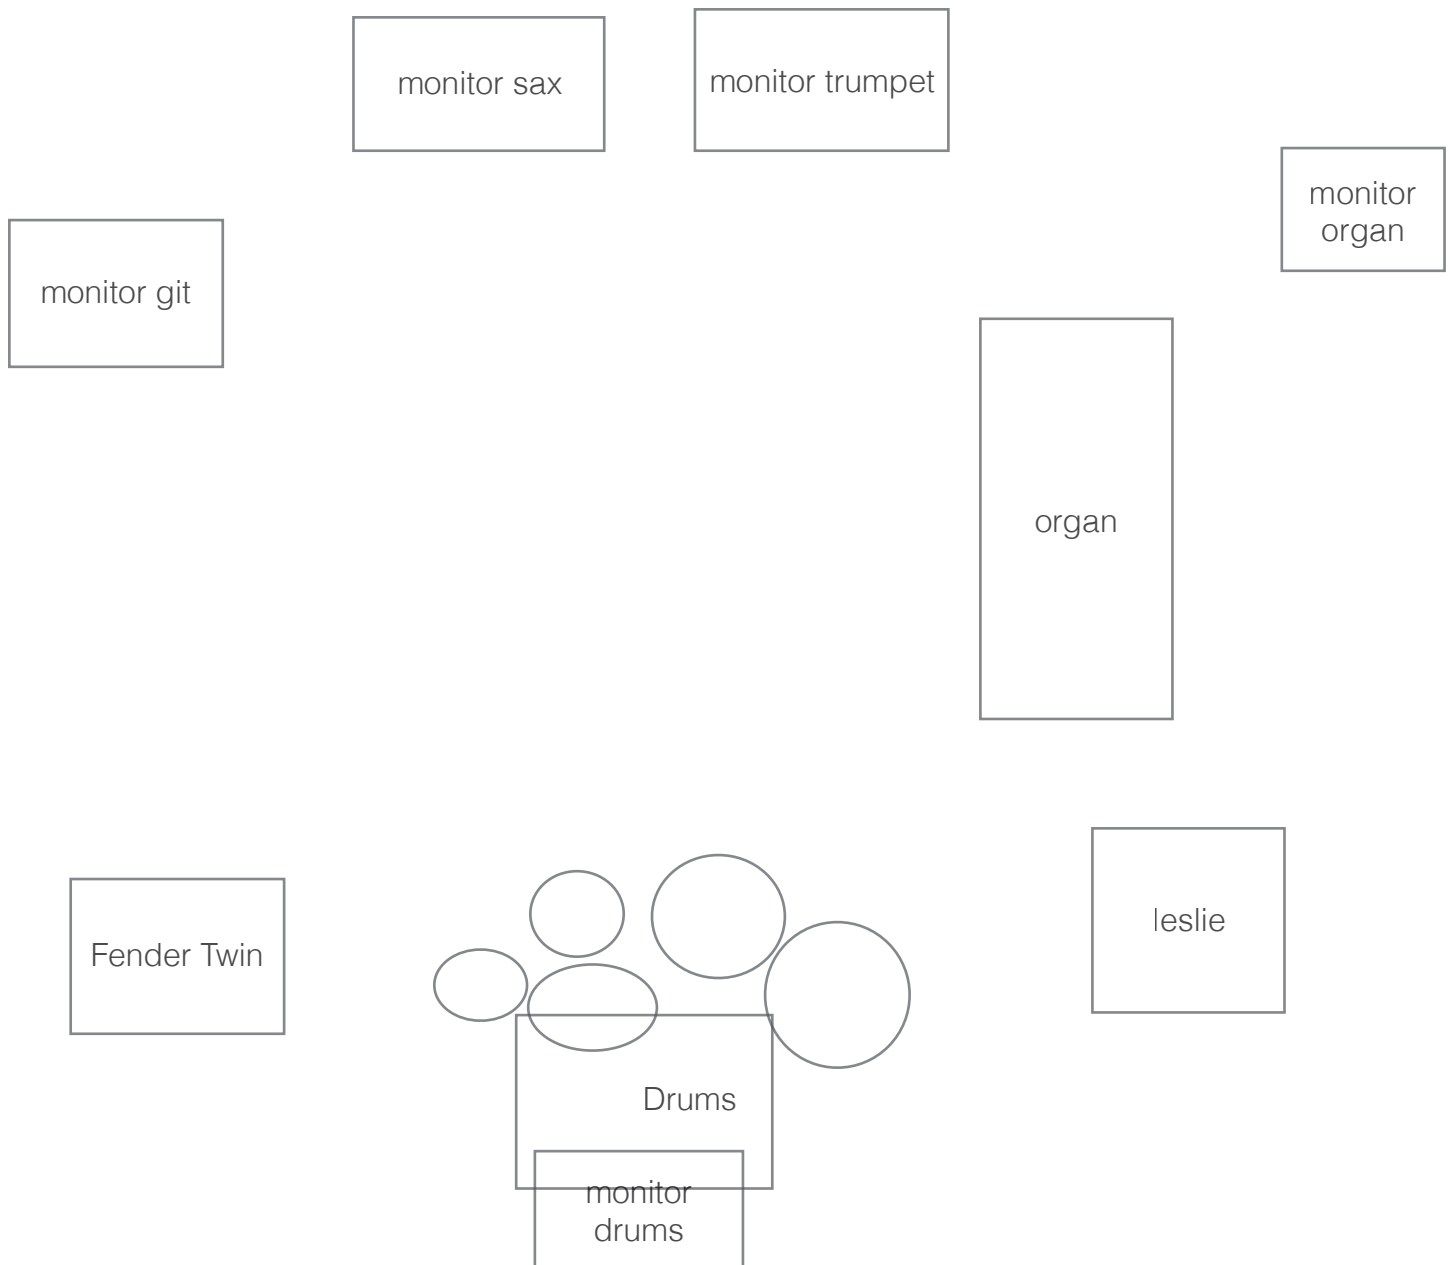 monitor sax
monitor trumpet
monitor
organ
monitor git
organ
leslie
Fender Twin
Drums
monitor
drums